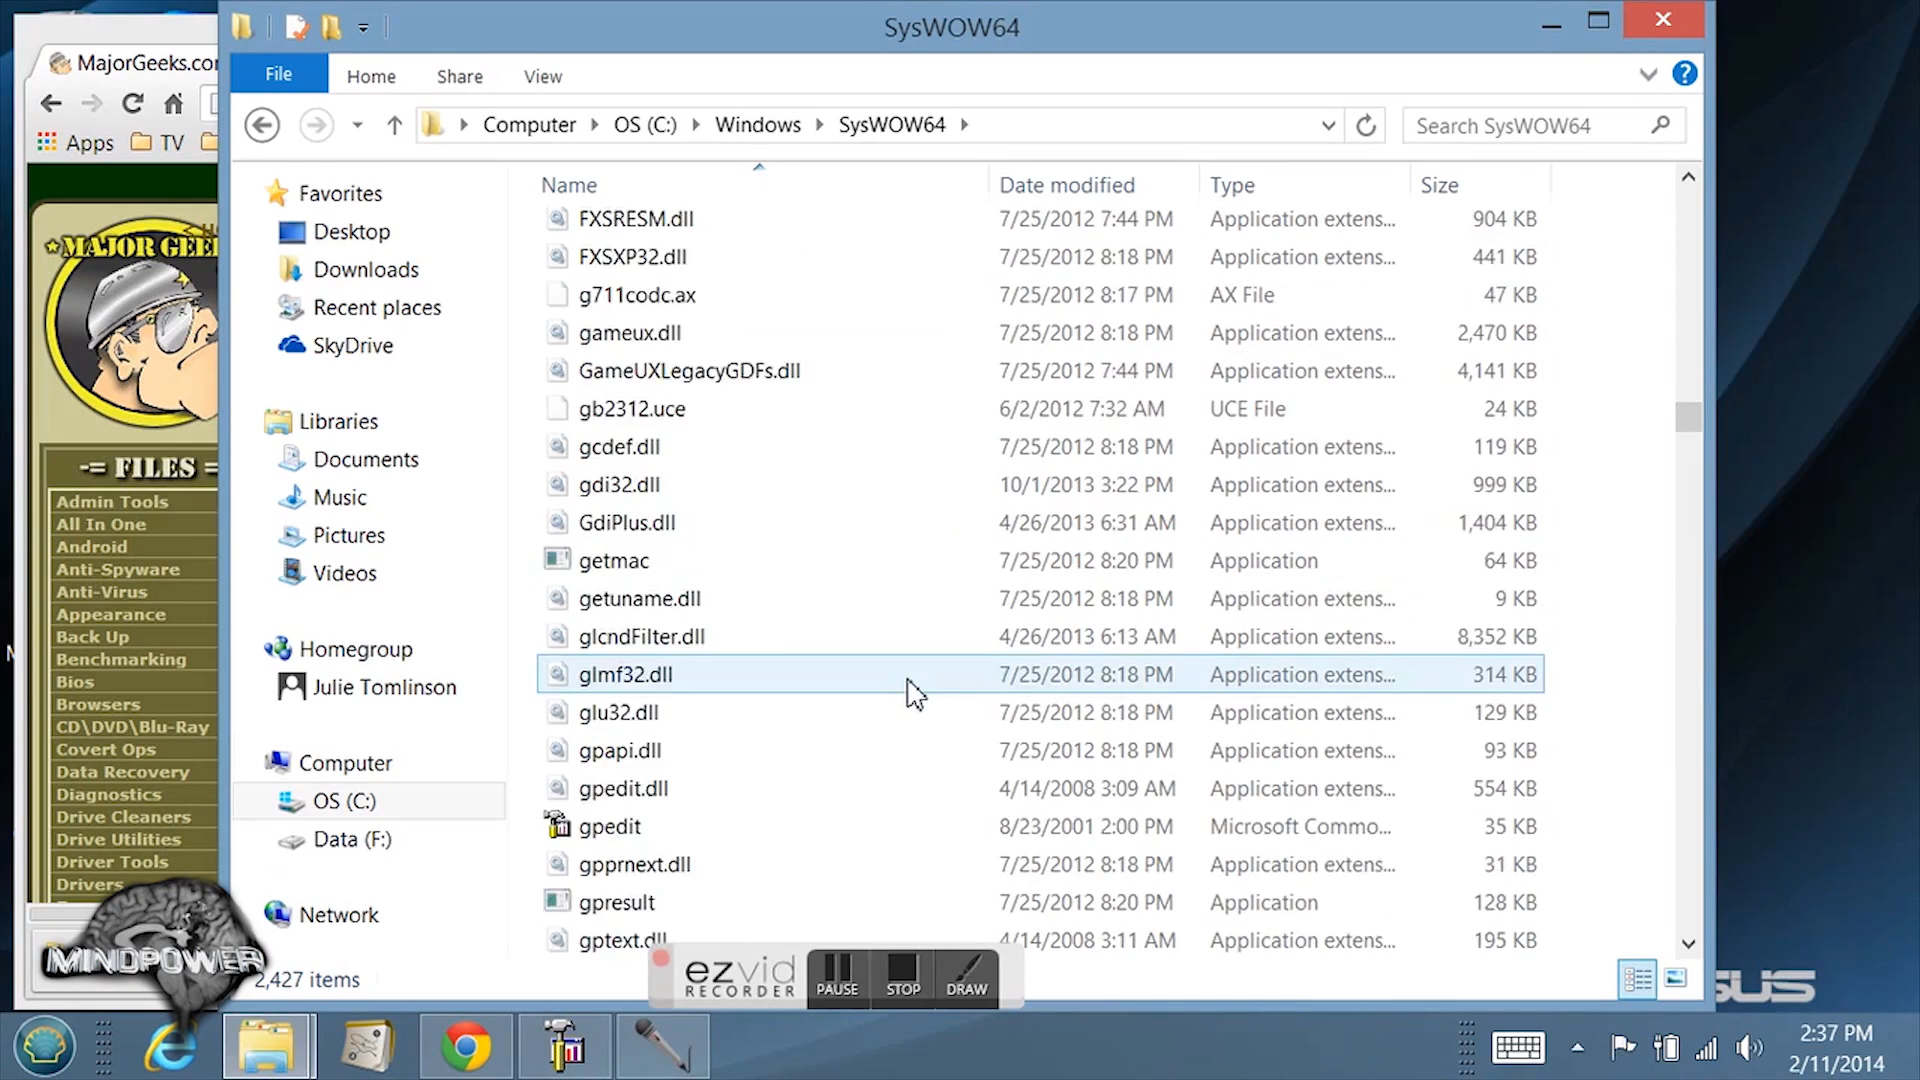 SysWOW64
MajorGeeks.co
File
Home
Share
View
Computer
OS (C:)
Windows
SysWOW64
Search SysWOW64
Apps
TV
Name
Date modified
Type
Size
Favorites
Desktop
Downloads
Recent places
SkyDrive
Libraries
Documents
Music
Pictures
Videos
Homegroup
Julie Tomlinson
Computer
OS (C:)
Data (F:)
Network
FXSRESM.dll 7/25/2012 7:44 PM Application extens... 904 KB
FXSXP32.dll 7/25/2012 8:18 PM Application extens... 441 KB
g711codc.ax 7/25/2012 8:17 PM AX File 47 KB
gameux.dll 7/25/2012 8:18 PM Application extens... 2,470 KB
GameUXLegacyGDFs.dll 7/25/2012 7:44 PM Application extens... 4,141 KB
gb2312.uce 6/2/2012 7:32 AM UCE File 24 KB
gcdef.dll 7/25/2012 8:18 PM Application extens... 119 KB
gdi32.dll 10/1/2013 3:22 PM Application extens... 999 KB
GdiPlus.dll 4/26/2013 6:31 AM Application extens... 1,404 KB
getmac 7/25/2012 8:20 PM Application 64 KB
getuname.dll 7/25/2012 8:18 PM Application extens... 9 KB
glcndFilter.dll 4/26/2013 6:13 AM Application extens... 8,352 KB
glmf32.dll 7/25/2012 8:18 PM Application extens... 314 KB
glu32.dll 7/25/2012 8:18 PM Application extens... 129 KB
gpapi.dll 7/25/2012 8:18 PM Application extens... 93 KB
gpedit.dll 4/14/2008 3:09 AM Application extens... 554 KB
gpedit 8/23/2001 2:00 PM Microsoft Commo... 35 KB
gpprnext.dll 7/25/2012 8:18 PM Application extens... 31 KB
gpresult 7/25/2012 8:20 PM Application 128 KB
gptext.dll 4/14/2008 3:11 AM Application extens... 195 KB
2,427 items
MAJOR GEE
-= FILES =
Admin Tools
All In One
Android
Anti-Spyware
Anti-Virus
Appearance
Back Up
Benchmarking
Bios
Browsers
CD\DVD\Blu-Ray
Covert Ops
Data Recovery
Diagnostics
Drive Cleaners
Drive Utilities
Driver Tools
Drivers
MINDPOWER
ezvid
RECORDER
PAUSE
STOP
DRAW
SUS
2:37 PM
2/11/2014